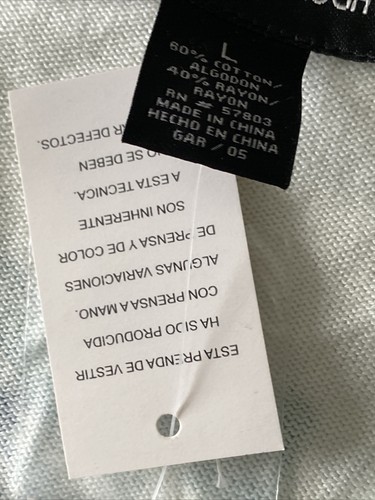 L
60% COTTON/
ALGODON
40% RAYON/
RAYON
RN # 57803
MADE IN CHINA
HECHO EN CHINA
GAR / 05
ESTA PRENDA DE VESTIR
HA SIDO PRODUCIDA
CON PRENSA A MANO.
ALGUNAS VARIACIONES
DE PRENSA Y DE COLOR
SON INHERENTE
A ESTA TECNICA.
NO SE DEBEN
DEFECTOS.